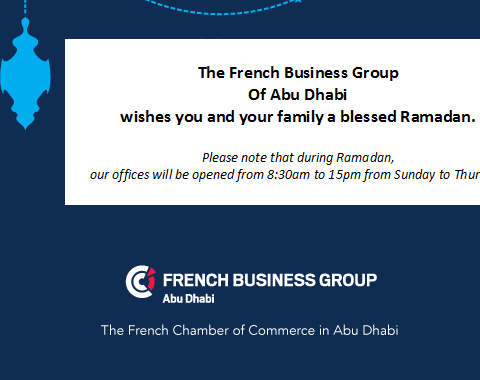 The French Business Group
Of Abu Dhabi
wishes you and your family a blessed Ramadan.
Please note that during Ramadan,
our offices will be opened from 8:30am to 15pm from Sunday to
FRENCH BUSINESS GROUP
Abu Dhabi
The French Chamber of Commerce in Abu Dhabi